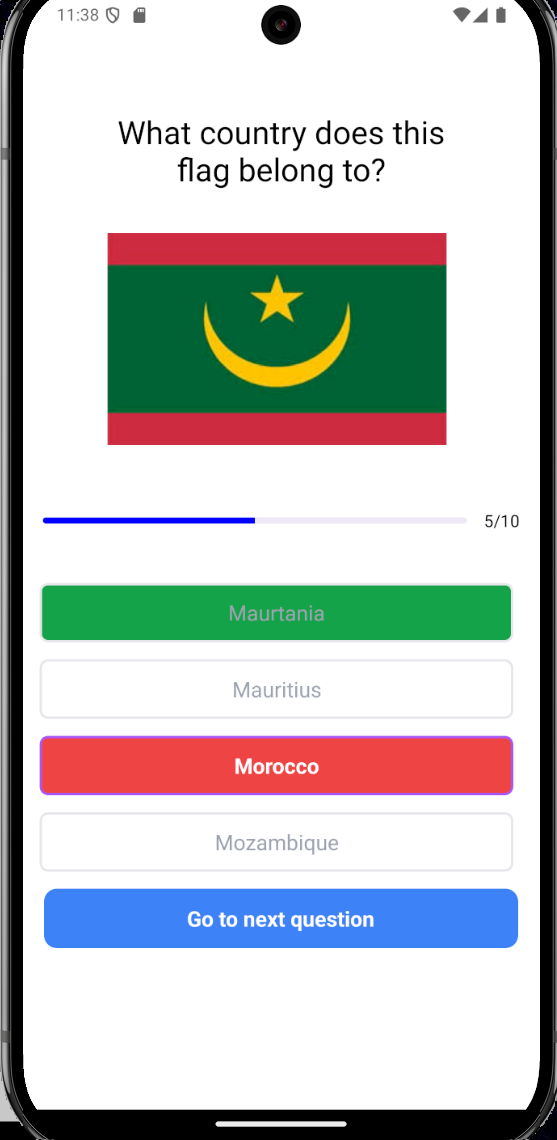 11:38
What country does this
flag belong to?
5/10
Maurtania
Mauritius
Morocco
Mozambique
Go to next question